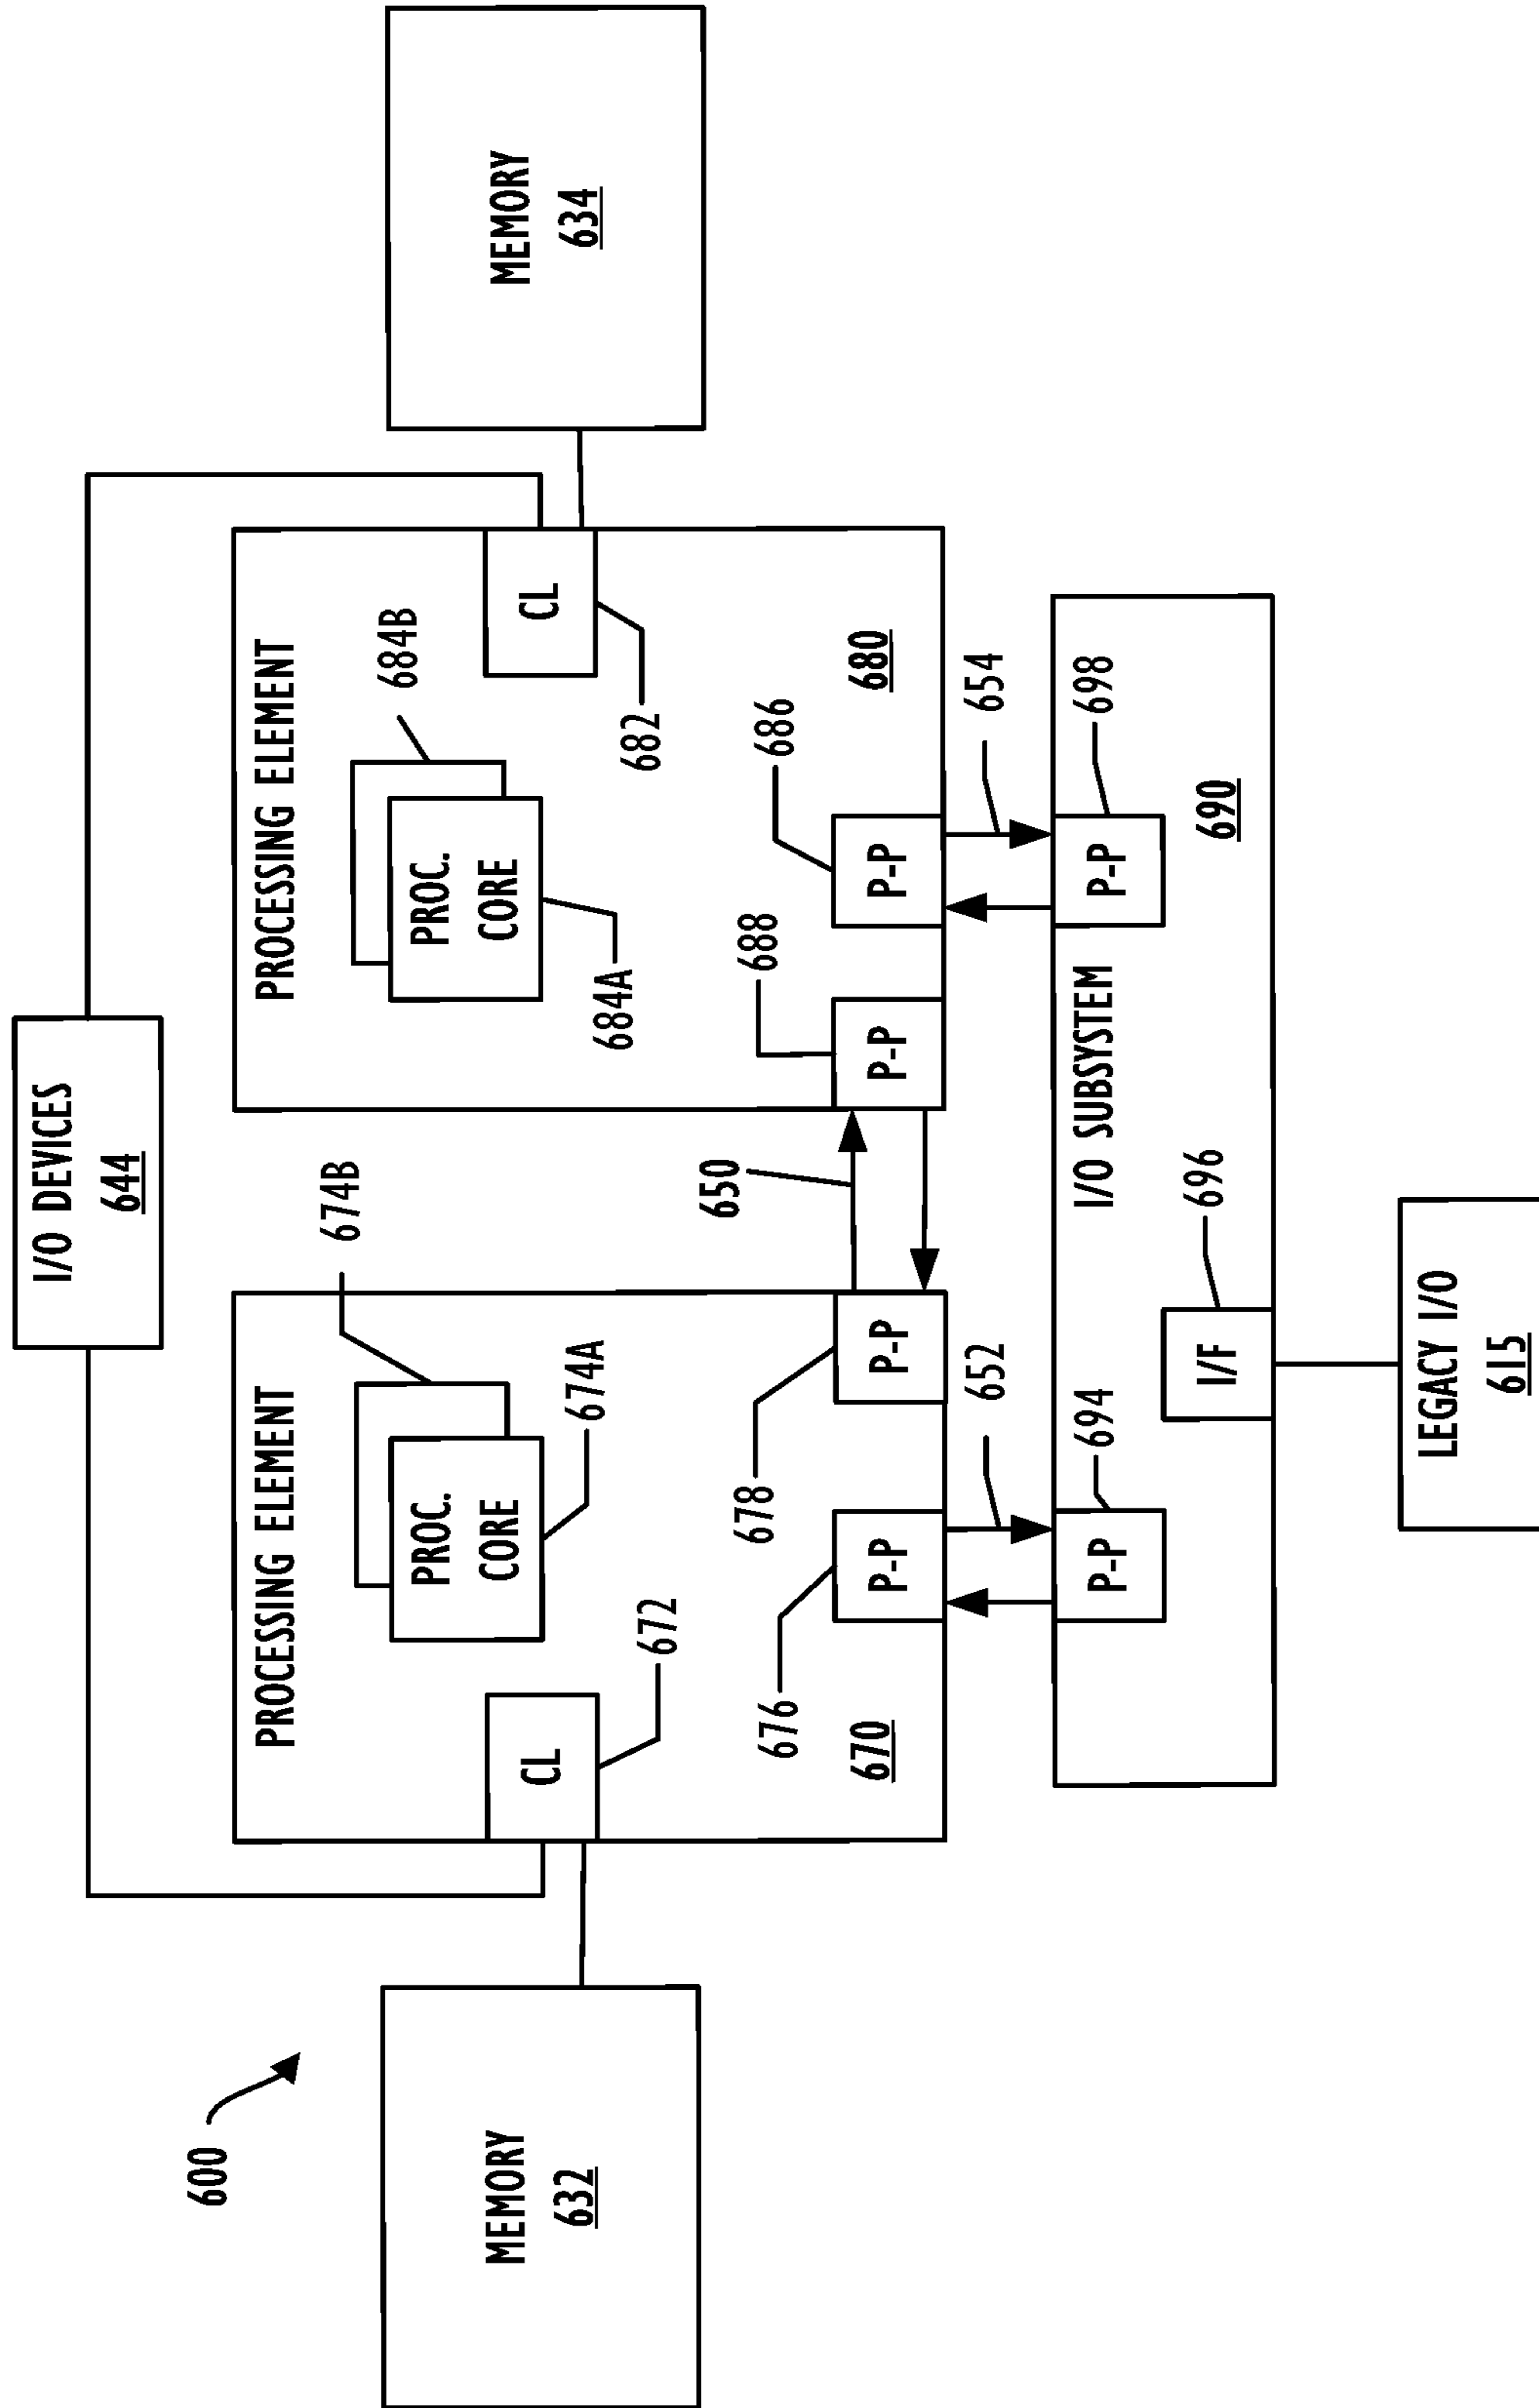 600
I/O DEVICES
644
MEMORY
632
PROCESSING ELEMENT
674B
PROC.
CORE
674A
CL
672
678
P-P
676
P-P
670
650
PROCESSING ELEMENT
684B
PROC.
CORE
684A
CL
682
688
P-P
686
P-P
680
MEMORY
634
652
654
694
P-P
I/O SUBSYSTEM
698
P-P
696
I/F
690
LEGACY I/O
615